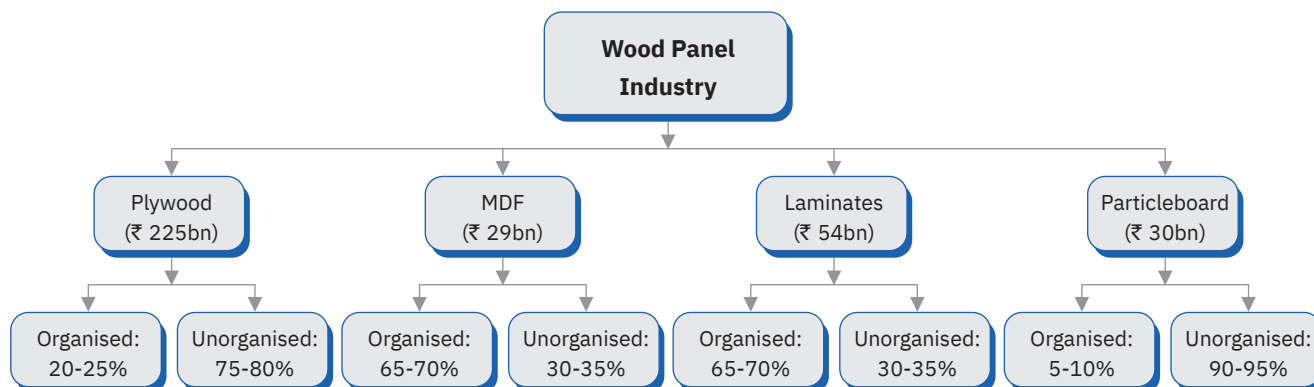 Wood Panel
Industry
Plywood
(₹ 225bn)
MDF
(₹ 29bn)
Laminates
(₹ 54bn)
Particleboard
(₹ 30bn)
Organised:
20-25%
Unorganised:
75-80%
Organised:
65-70%
Unorganised:
30-35%
Organised:
65-70%
Unorganised:
30-35%
Organised:
5-10%
Unorganised:
90-95%